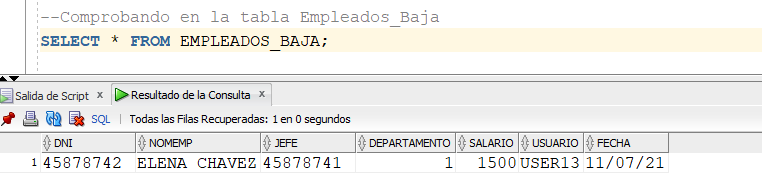 --Comprobando en la tabla Empleados_Baja
SELECT * FROM EMPLEADOS_BAJA;
Salida de Script x Resultado de la Consulta x
SQL | Todas las Filas Recuperadas: 1 en 0 segundos
DNI NOMEMP JEFE DEPARTAMENTO SALARIO USUARIO FECHA
1 45878742 ELENA CHAVEZ 45878741 1 1500 USER13 11/07/21